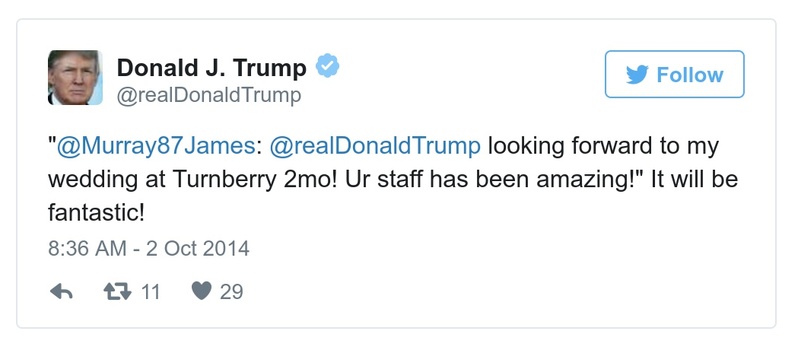 Donald J. Trump
@realDonaldTrump
Follow
"@Murray87James: @realDonaldTrump looking forward to my
wedding at Turnberry 2mo! Ur staff has been amazing!" It will be
fantastic!
8:36 AM - 2 Oct 2014
11 29